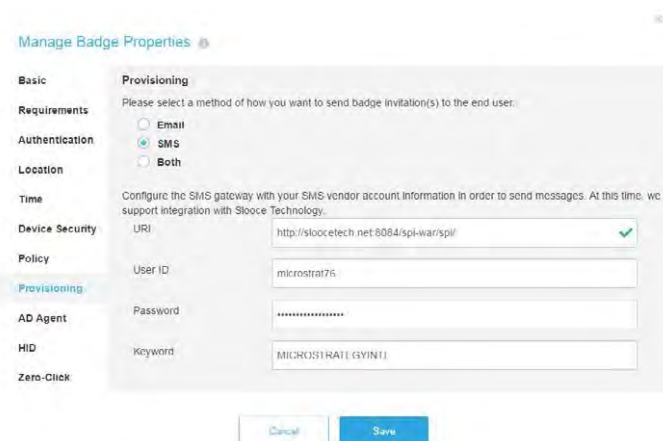 Manage Badge Properties
Basic
Requirements
Authentication
Location
Time
Device Security
Policy
Provisioning
AD Agent
HID
Zero-Click
Provisioning
Please select a method of how you want to send badge invitation(s) to the end user.
Email
SMS
Both
Configure the SMS gateway with your SMS vendor account information in order to send messages. At this time, we
support integration with Slooce Technology.
URI
http://sloocetech.net:8084/spi-war/spi/
User ID
microstrat76
Password
Keyword
Cancel
Save